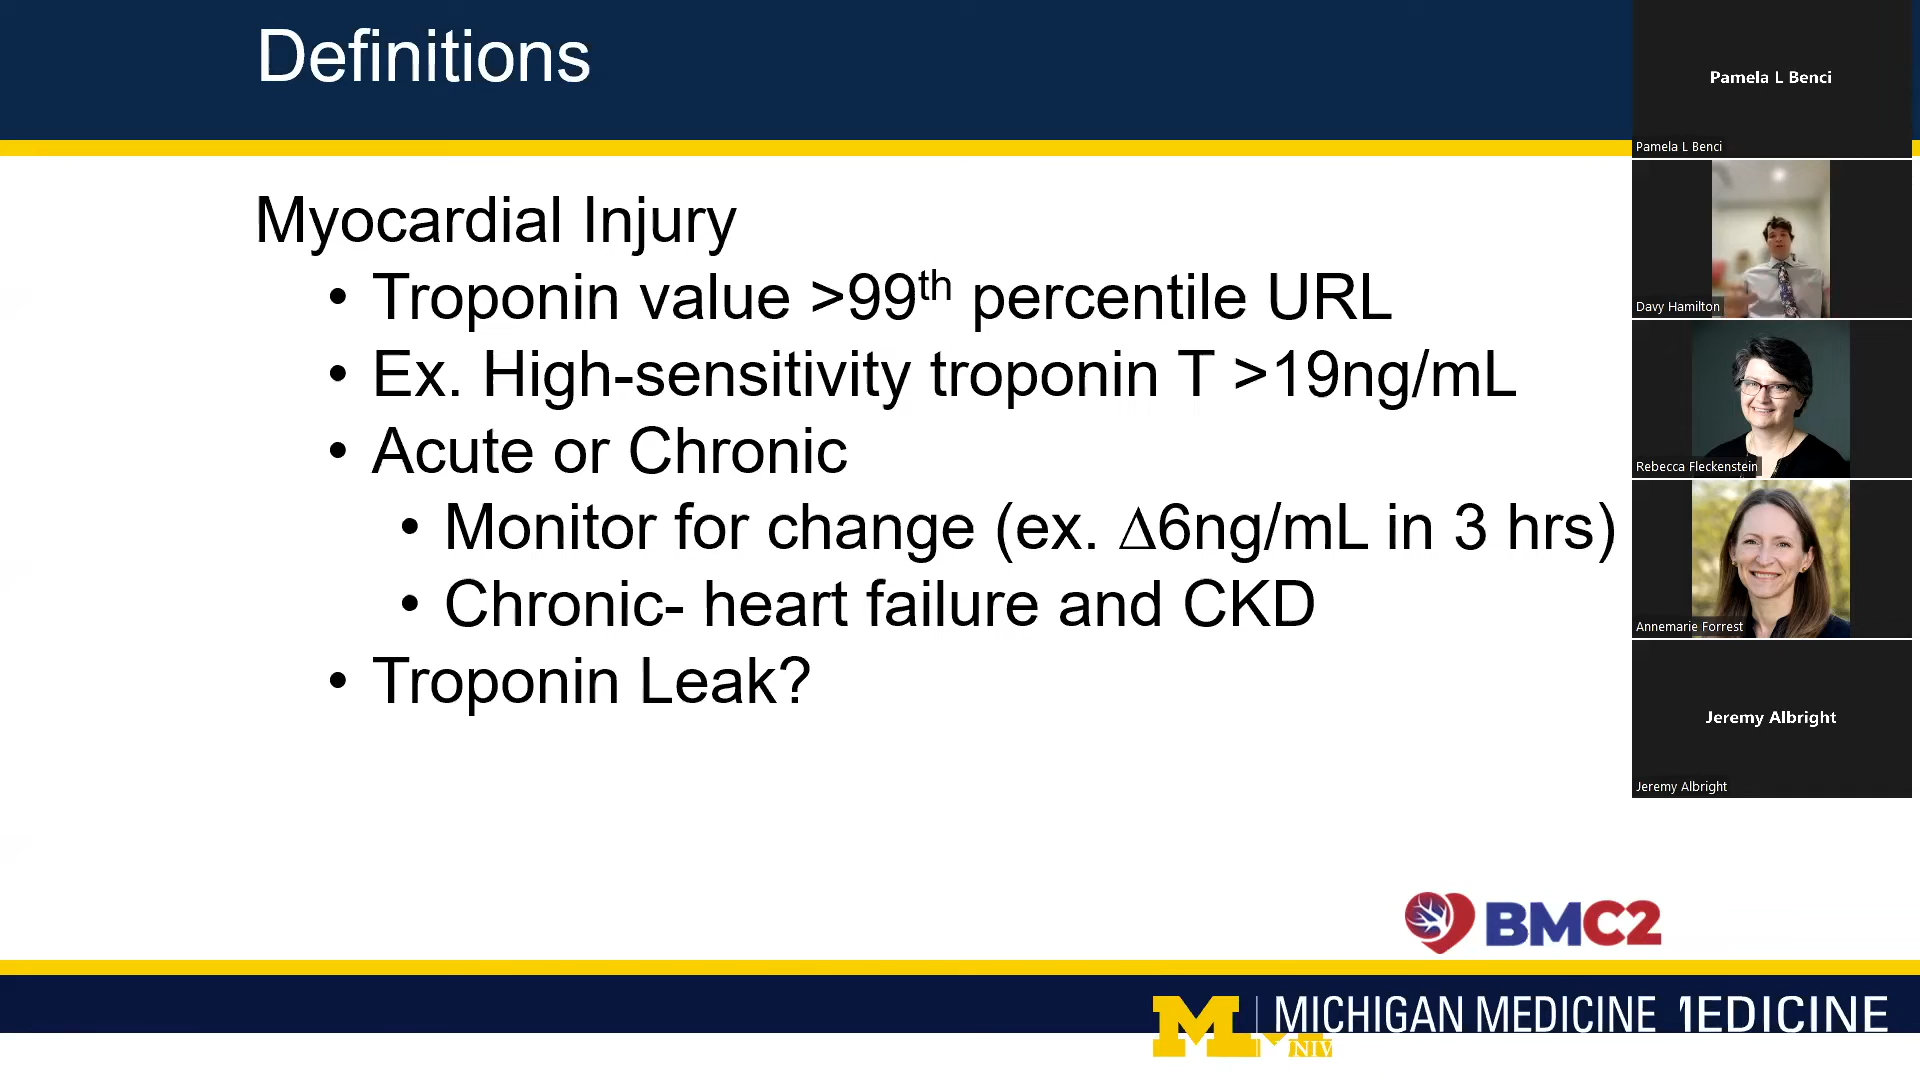 Definitions
Myocardial Injury
• Troponin value >99th percentile URL
• Ex. High-sensitivity troponin T >19ng/mL
• Acute or Chronic
• Monitor for change (ex. Δ6ng/mL in 3 hrs)
• Chronic- heart failure and CKD
• Troponin Leak?
Pamela L Benci
Pamela L Benci
Davy Hamilton
Rebecca Fleckenstein
Annemarie Forrest
Jeremy Albright
Jeremy Albright
BMC2
M MICHIGAN MEDICINE